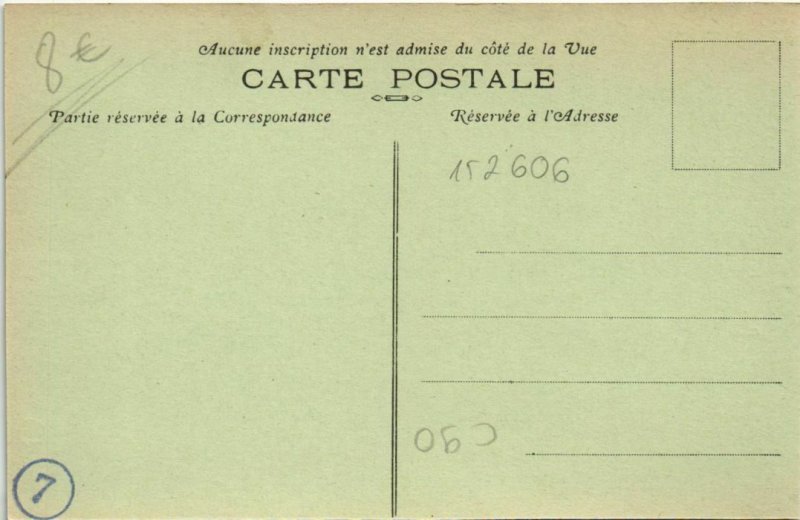 8€
Aucune inscription n'est admise du côté de la Vue
CARTE POSTALE
Partie réservée à la Correspondance
Réservée à l'Adresse
152606
7